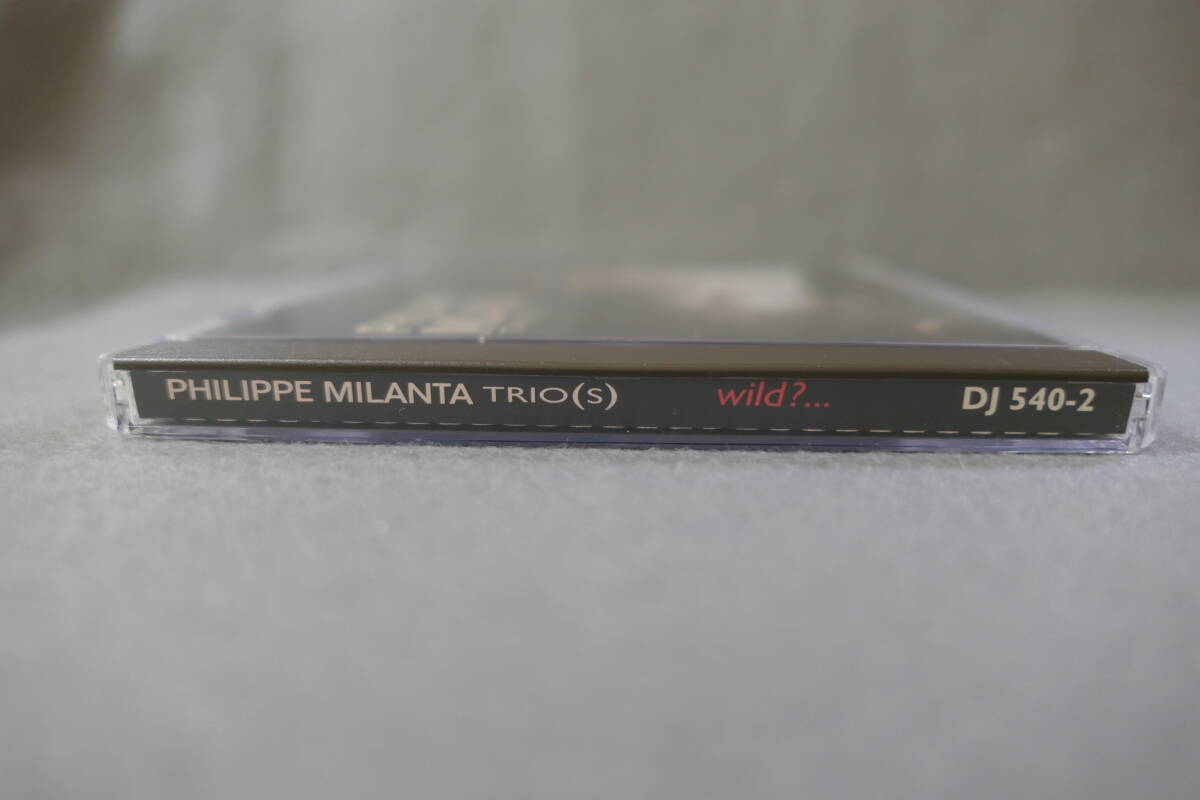 PHILIPPE MILANTA TRIO(S) wild?... DJ 540-2